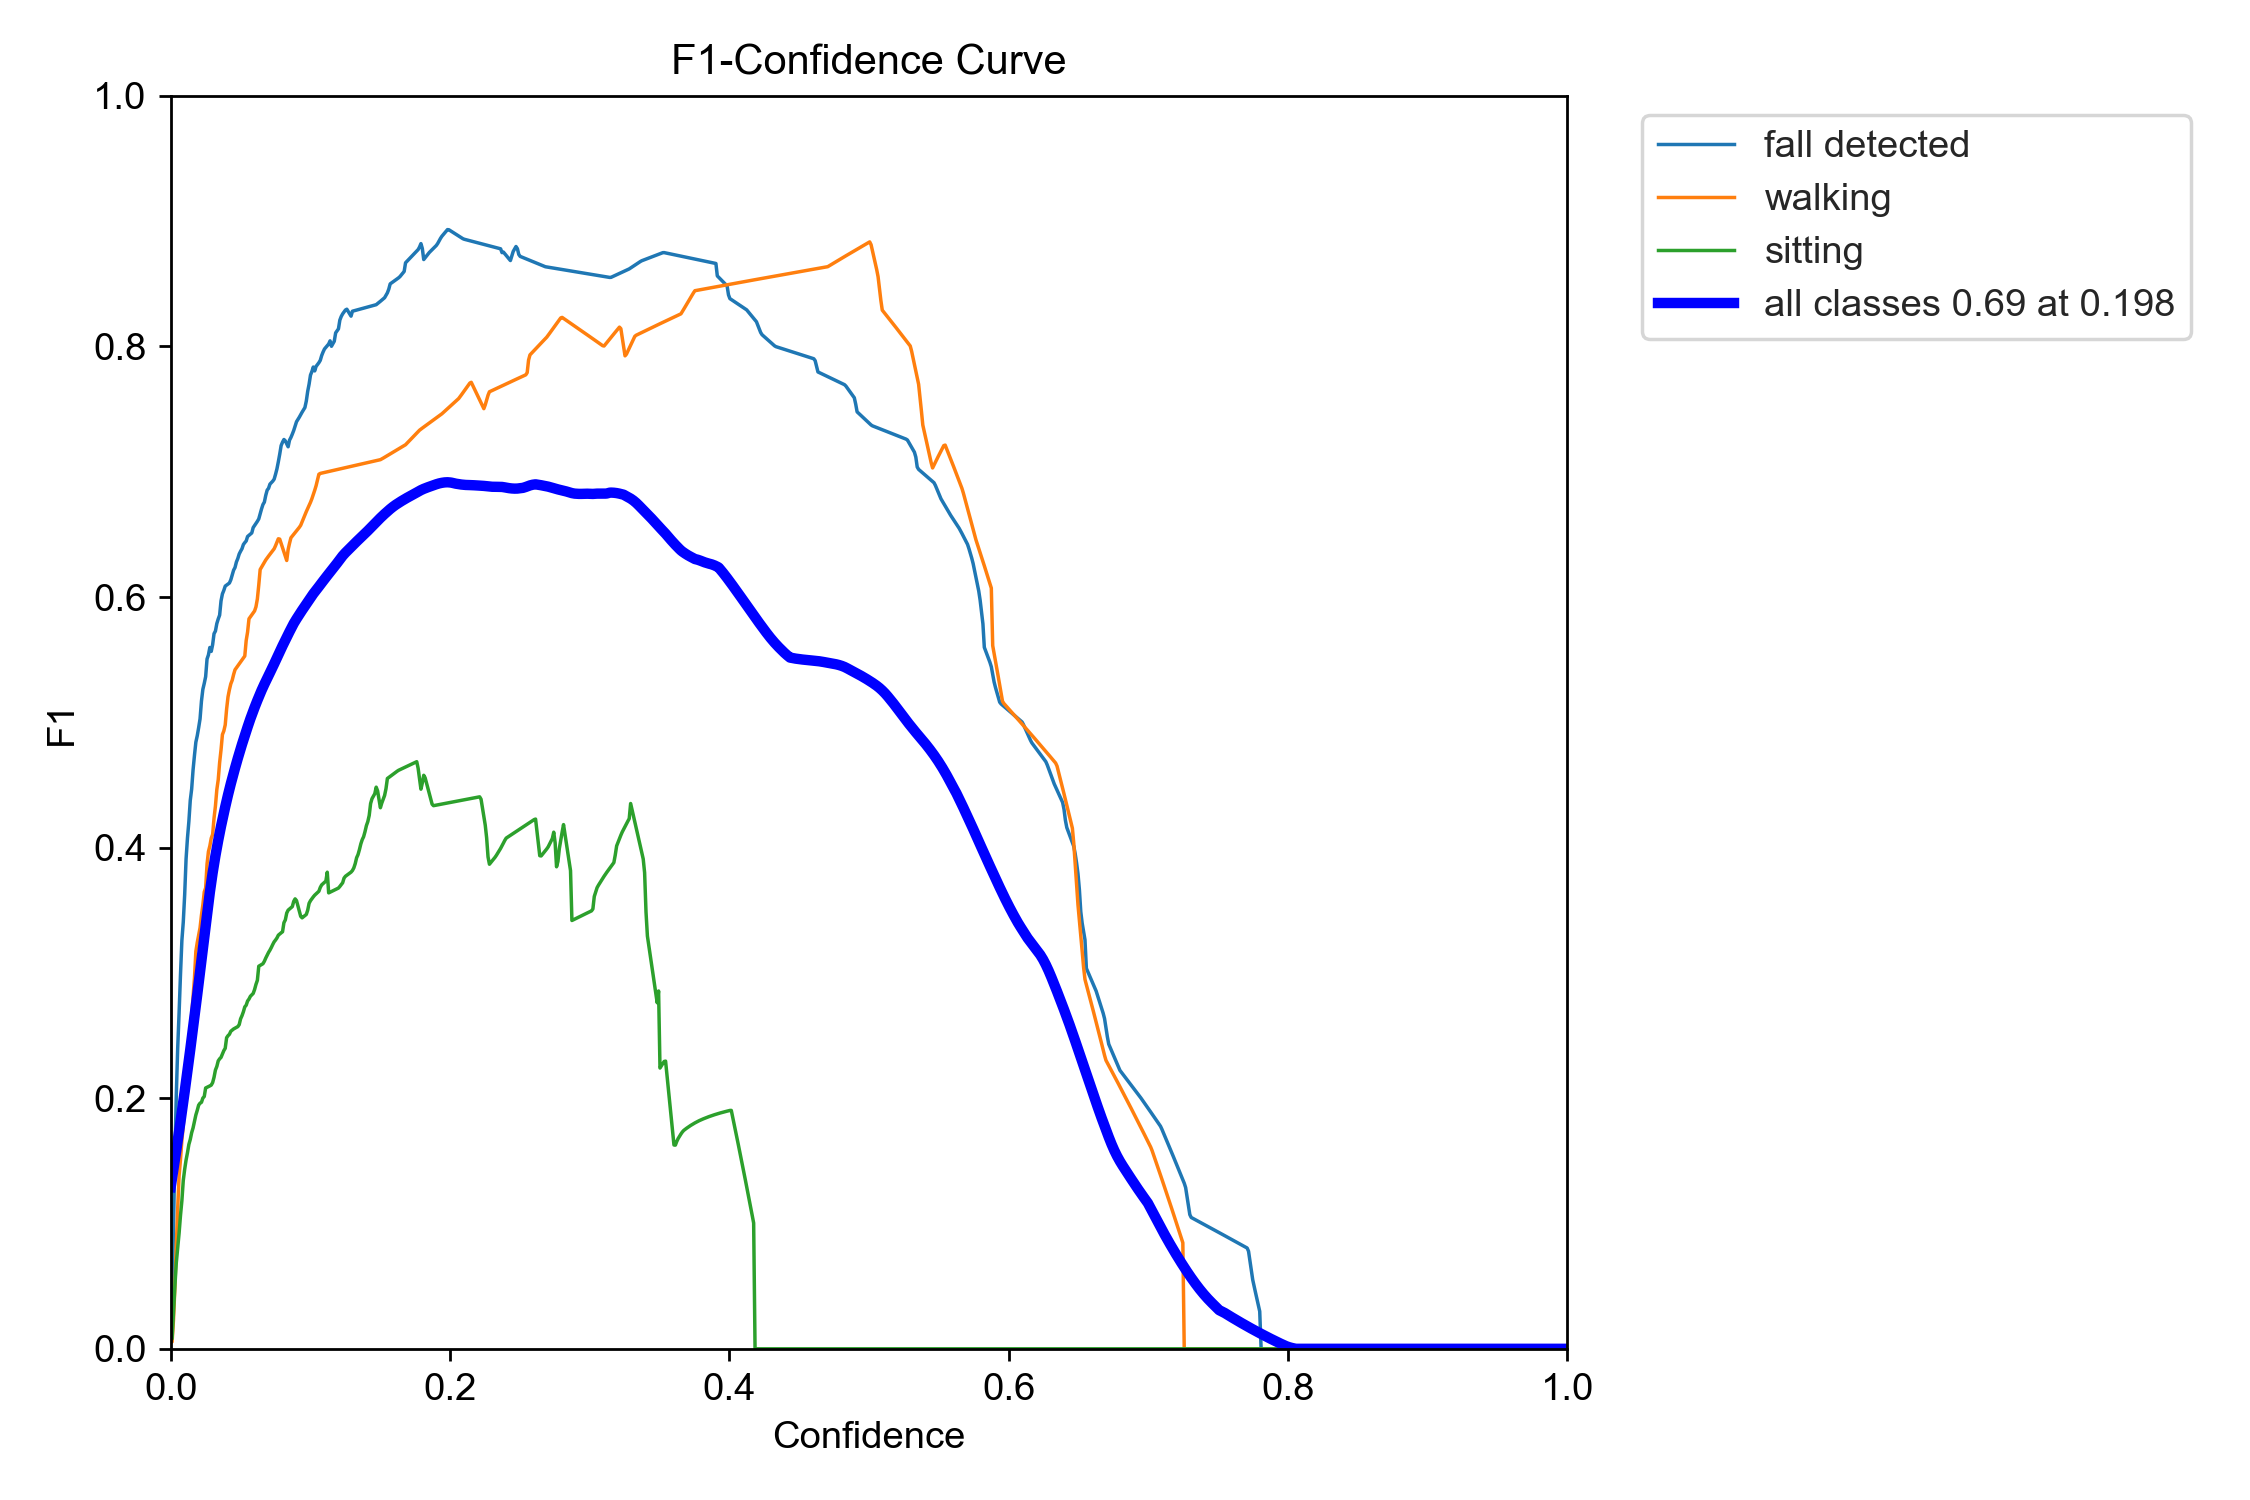 F1-Confidence Curve
1.0
0.8
0.6
0.4
0.2
0.0
F1
0.0 0.2 0.4 0.6 0.8 1.0
Confidence
fall detected
walking
sitting
all classes 0.69 at 0.198